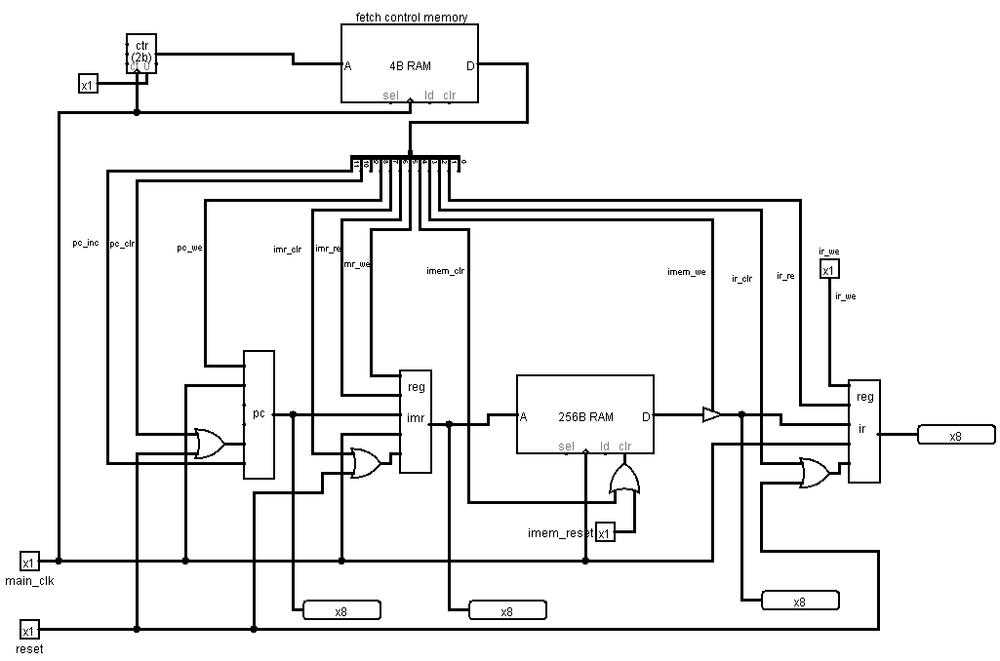 fetch control memory
ctr
(2b)
x1
A
4B RAM
D
sel
ld
clr
pc_inc
pc_clr
pc_we
imr_clr
imr_re
mr_we
imem_clr
imem_we
ir_clr
ir_re
ir_we
x1
ir_we
pc
reg
imr
A
256B RAM
D
sel
ld
clr
reg
ir
x8
imem_reset
x1
x1
main_clk
x8
x8
x8
x1
reset